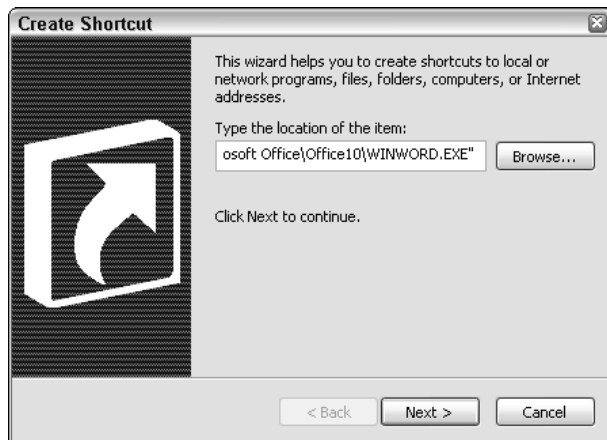 Create Shortcut
This wizard helps you to create shortcuts to local or
network programs, files, folders, computers, or Internet
addresses.
Type the location of the item:
osoft Office\Office10\WINWORD.EXE"
Browse...
Click Next to continue.
< Back
Next >
Cancel